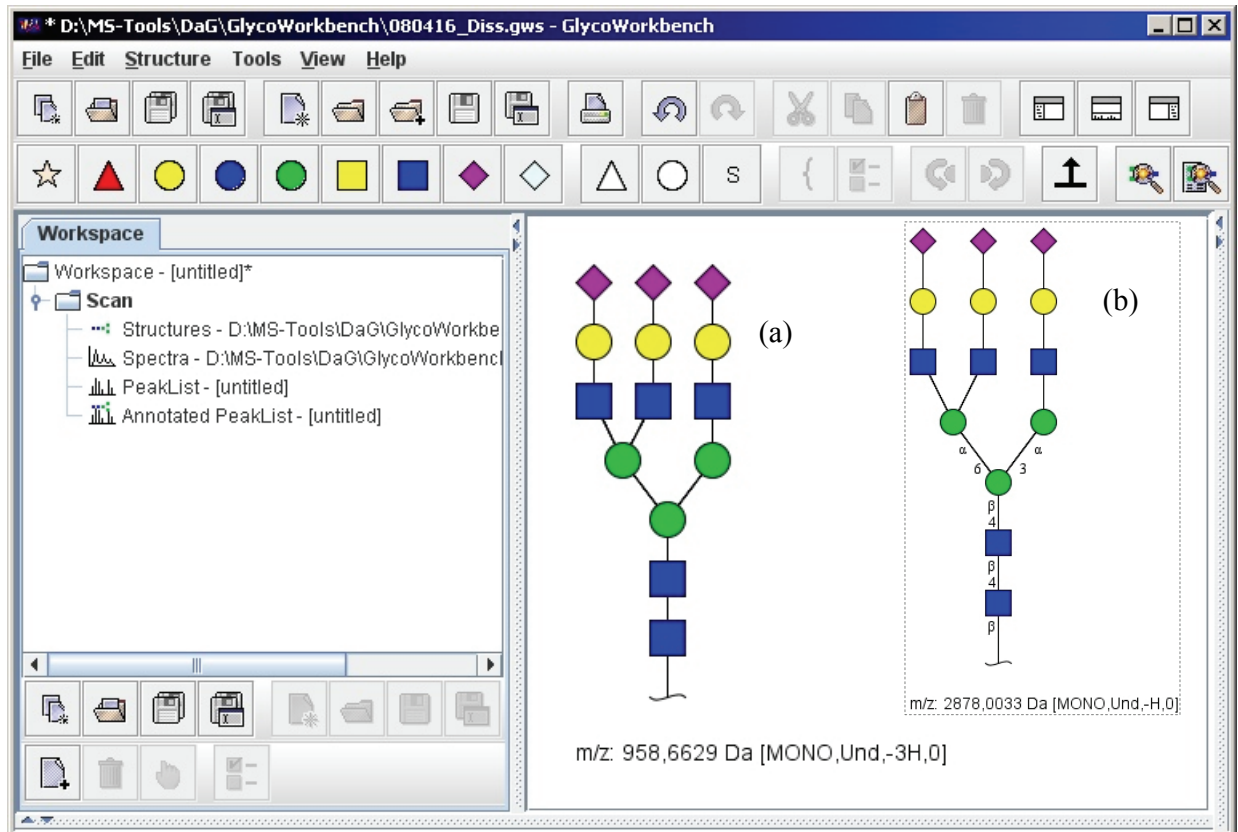 * D:\MS-Tools\DaG\GlycoWorkbench\080416_Diss.gws - GlycoWorkbench
File Edit Structure Tools View Help
S
{
Workspace
Workspace - [untitled]*
Scan
Structures - D:\MS-Tools\DaG\GlycoWorkbe
Spectra - D:\MS-Tools\DaG\GlycoWorkbencl
PeakList - [untitled]
Annotated PeakList - [untitled]
(a)
m/z: 958,6629 Da [MONO,Und,-3H,0]
(b)
α α
6 3
β
4
β
4
β
m/z: 2878,0033 Da [MONO,Und,-H,0]